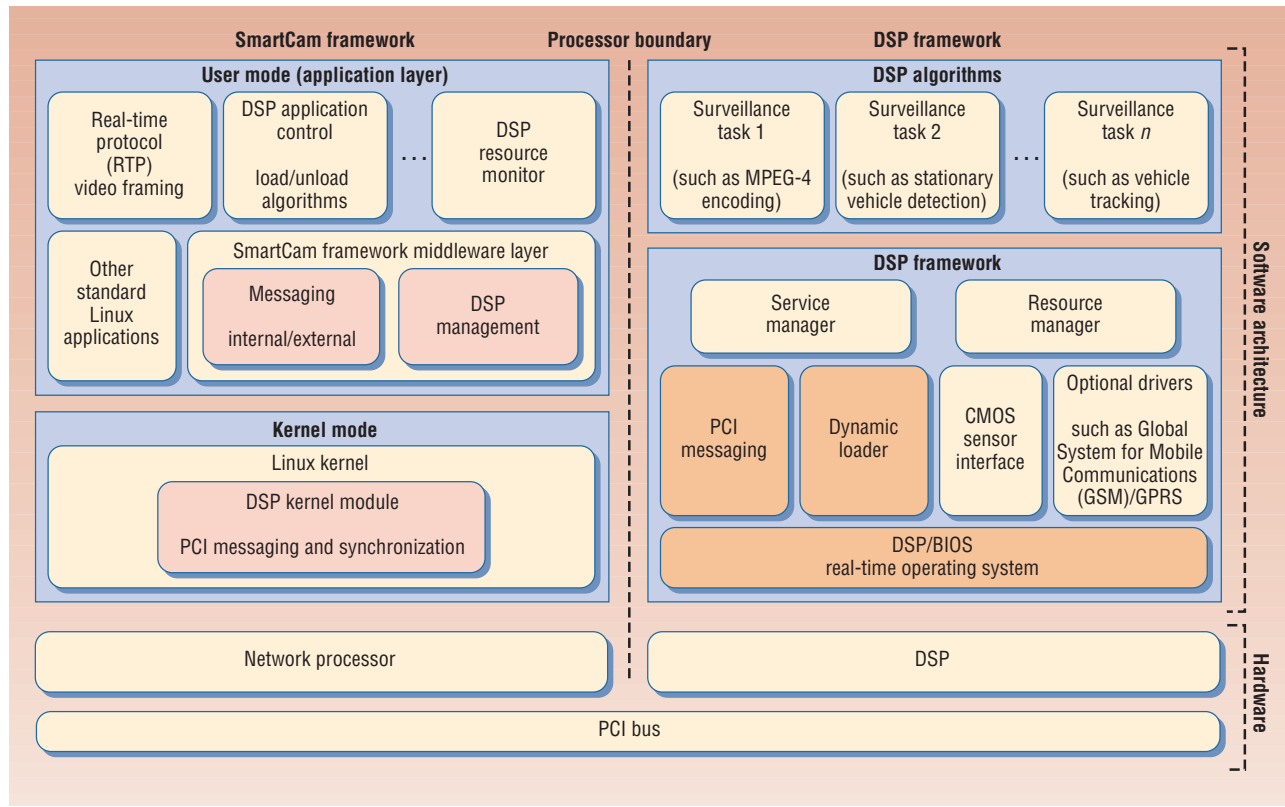 SmartCam framework
Processor boundary
DSP framework
User mode (application layer)
Real-time
protocol
(RTP)
video framing
DSP application
control
load/unload
algorithms
...
DSP
resource
monitor
Other
standard
Linux
applications
SmartCam framework middleware layer
Messaging
internal/external
DSP
management
Kernel mode
Linux kernel
DSP kernel module
PCI messaging and synchronization
DSP algorithms
Surveillance
task 1
(such as MPEG-4
encoding)
Surveillance
task 2
(such as stationary
vehicle detection)
...
Surveillance
task n
(such as vehicle
tracking)
DSP framework
Service
manager
Resource
manager
PCI
messaging
Dynamic
loader
CMOS
sensor
interface
Optional drivers
such as Global
System for Mobile
Communications
(GSM)/GPRS
DSP/BIOS
real-time operating system
Software architecture
Network processor
DSP
PCI bus
Hardware